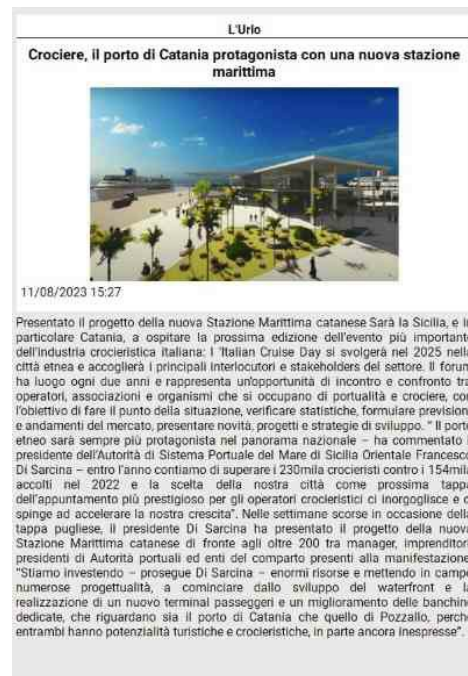 L'Urlo
Crociere, il porto di Catania protagonista con una nuova stazione
marittima
11/08/2023 15:27
Presentato il progetto della nuova Stazione Marittima catanese Sarà la Sicilia, e i
particolare Catania, a ospitare la prossima edizione dell'evento più importante
dell'industria crocieristica italiana: l 'Italian Cruise Day si svolgerà nel 2025 nell
città etnea e accoglierà i principali interlocutori e stakeholders del settore. Il forum
ha luogo ogni due anni e rappresenta un'opportunità di incontro e confronto tra
operatori, associazioni e organismi che si occupano di portualità e crociere, con
l'obiettivo di fare il punto della situazione, verificare statistiche, formulare previsioni
e andamenti del mercato, presentare novità, progetti e strategie di sviluppo. " Il porto
etneo sarà sempre più protagonista nel panorama nazionale – ha commentato i
presidente dell'Autorità di Sistema Portuale del Mare di Sicilia Orientale Francesco
Di Sarcina – entro l'anno contiamo di superare i 230mila crocieristi contro i 154mila
accolti nel 2022 e la scelta della nostra città come prossima tappa
dell'appuntamento più prestigioso per gli operatori crocieristici ci inorgoglisce e c
spinge ad accelerare la nostra crescita". Nelle settimane scorse in occasione della
tappa pugliese, il presidente Di Sarcina ha presentato il progetto della nuova
Stazione Marittima catanese di fronte agli oltre 200 tra manager, imprenditori
presidenti di Autorità portuali ed enti del comparto presenti alla manifestazione
"Stiamo investendo – prosegue Di Sarcina – enormi risorse e mettendo in campo
numerose progettualità, a cominciare dallo sviluppo del waterfront e la
realizzazione di un nuovo terminal passeggeri e un miglioramento delle banchine
dedicate, che riguardano sia il porto di Catania che quello di Pozzallo, perché
entrambi hanno potenzialità turistiche e crocieristiche, in parte ancora inespresse".